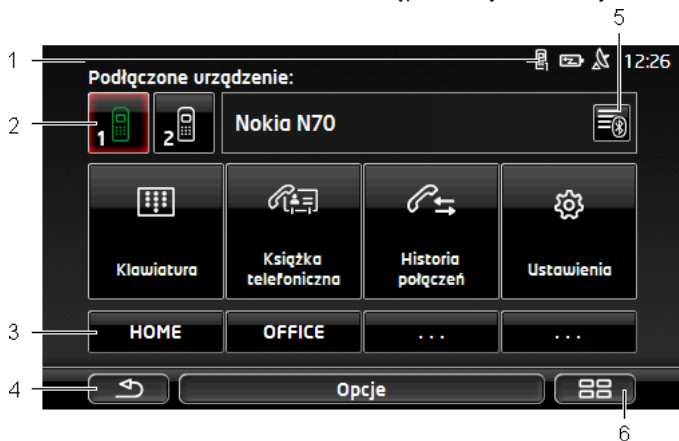 5
1
12:26
Podłączone urządzenie:
2
1
2
Nokia N70
Klawiatura
Książka
telefoniczna
Historia
połączeń
Ustawienia
3
HOME
OFFICE
...
...
4
Opcje
6